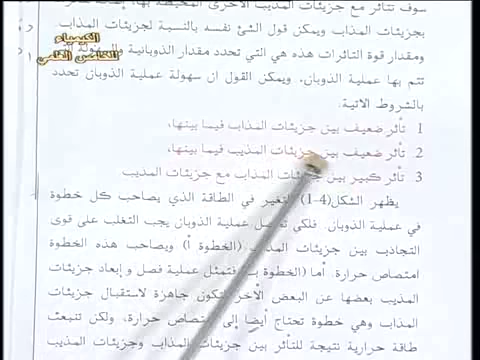 سوف تتأثر مع جزيئات المذيب الأخرى المحيطة بها،
بجزيئات المذاب ويمكن قول الشئ نفسه بالنسبة لجزيئات المذاب
ومقدار قوة التأثرات هذه هي التي تحدد مقدار الذوبانية
تتم بها عملية الذوبان، ويمكن القول ان سهولة عملية الذوبان تحدد
بالشروط الاتية:
1 تأثر ضعيف بين جزيئات المذاب فيما بينها،
2 تأثر ضعيف بين جزيئات المذيب فيما بينها،
3 تأثر كبير بين جزيئات المذاب مع جزيئات المذيب
يظهر الشكل (1-4) التغير في الطاقة الذي يصاحب كل خطوة
في عملية الذوبان. فلكي تحصل عملية الذوبان يجب التغلب على قوى
التجاذب بين جزيئات المذاب (الخطوة أ) ويصاحب هذه الخطوة
امتصاص حرارة. أما (الخطوة ب) فتمثل عملية فصل و إبعاد جزيئات
المذيب بعضها عن البعض الأخر لتكون جاهزة لاستقبال جزيئات
المذاب وهي خطوة تحتاج أيضا إلى امتصاص حرارة، ولكن تنبعث
طاقة حرارية نتيجة للتأثر بين جزيئات المذاب وجزيئات المذيب
الكيمياء
الخامس العلمي